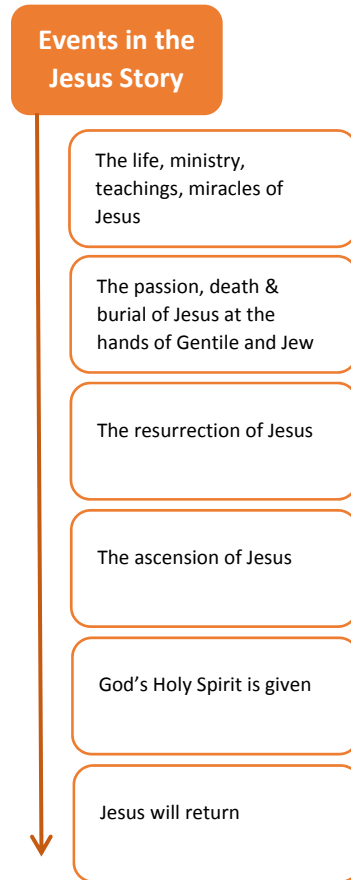 Events in the
Jesus Story
The life, ministry,
teachings, miracles of
Jesus
The passion, death &
burial of Jesus at the
hands of Gentile and Jew
The resurrection of Jesus
The ascension of Jesus
God’s Holy Spirit is given
Jesus will return